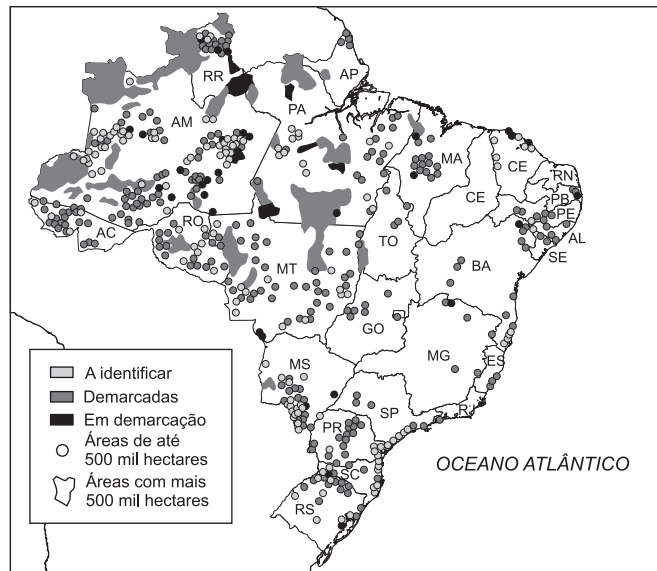 RR
AP
AM
PA
MA
CE
RN
PB
PE
AL
SE
CE
AC
RO
TO
MT
BA
GO
MG
ES
MS
SP
RJ
PR
SC
RS
OCEANO ATLÂNTICO
A identificar
Demarcadas
Em demarcação
Áreas de até
500 mil hectares
Áreas com mais
500 mil hectares